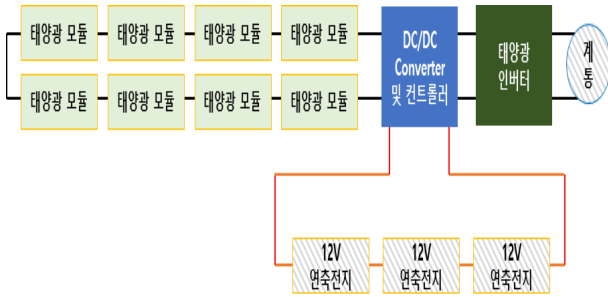 태양광 모듈
태양광 모듈
태양광 모듈
태양광 모듈
DC/DC
Converter
및 컨트롤러
태양광
인버터
계
통
태양광 모듈
태양광 모듈
태양광 모듈
태양광 모듈
12V
연축전지
12V
연축전지
12V
연축전지